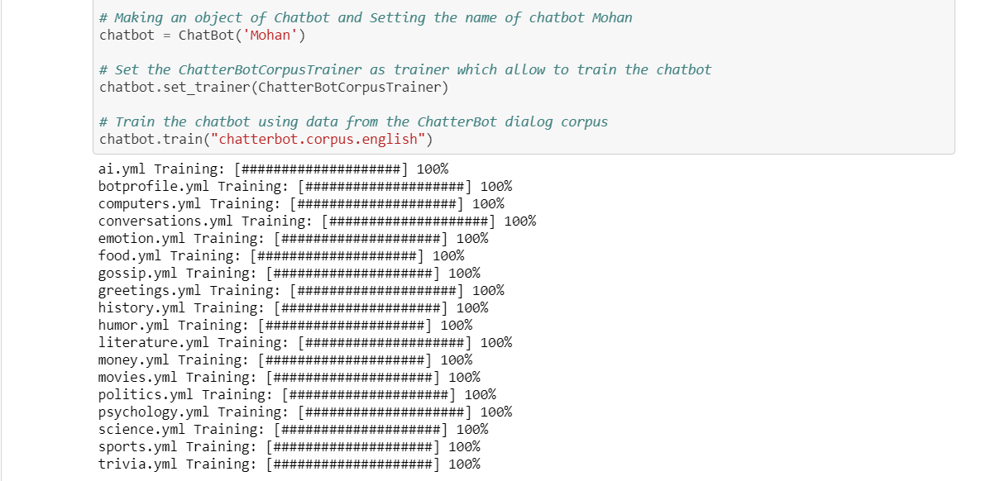 # Making an object of Chatbot and Setting the name of chatbot Mohan
chatbot = ChatBot('Mohan')
# Set the ChatterBotCorpusTrainer as trainer which allow to train the chatbot
chatbot.set_trainer(ChatterBotCorpusTrainer)
# Train the chatbot using data from the ChatterBot dialog corpus
chatbot.train("chatterbot.corpus.english")
ai.yml Training: [####################] 100%
botprofile.yml Training: [####################] 100%
computers.yml Training: [####################] 100%
conversations.yml Training: [####################] 100%
emotion.yml Training: [####################] 100%
food.yml Training: [####################] 100%
gossip.yml Training: [####################] 100%
greetings.yml Training: [####################] 100%
history.yml Training: [####################] 100%
humor.yml Training: [####################] 100%
literature.yml Training: [####################] 100%
money.yml Training: [####################] 100%
movies.yml Training: [####################] 100%
politics.yml Training: [####################] 100%
psychology.yml Training: [####################] 100%
science.yml Training: [####################] 100%
sports.yml Training: [####################] 100%
trivia.yml Training: [####################] 100%